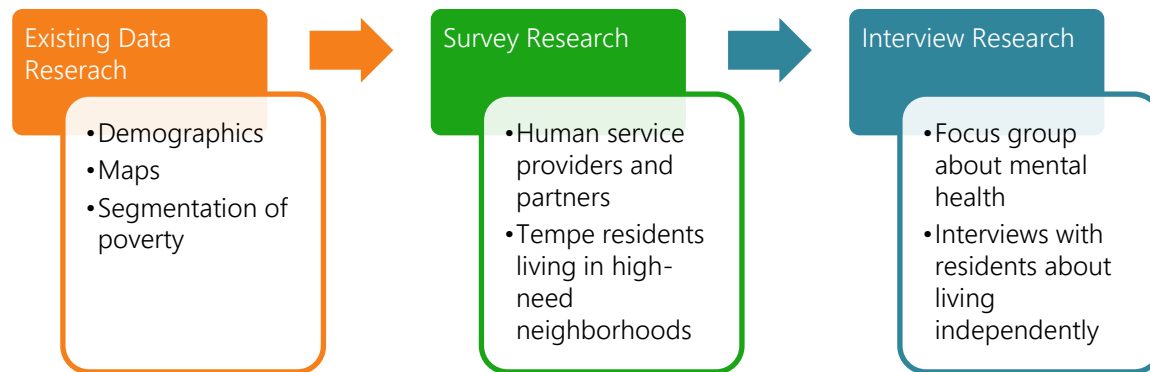 Existing Data
Reserach
•Demographics
•Maps
•Segmentation of
poverty
Survey Research
•Human service
providers and
partners
•Tempe residents
living in high-
need
neighborhoods
Interview Research
•Focus group
about mental
health
•Interviews with
residents about
living
independently